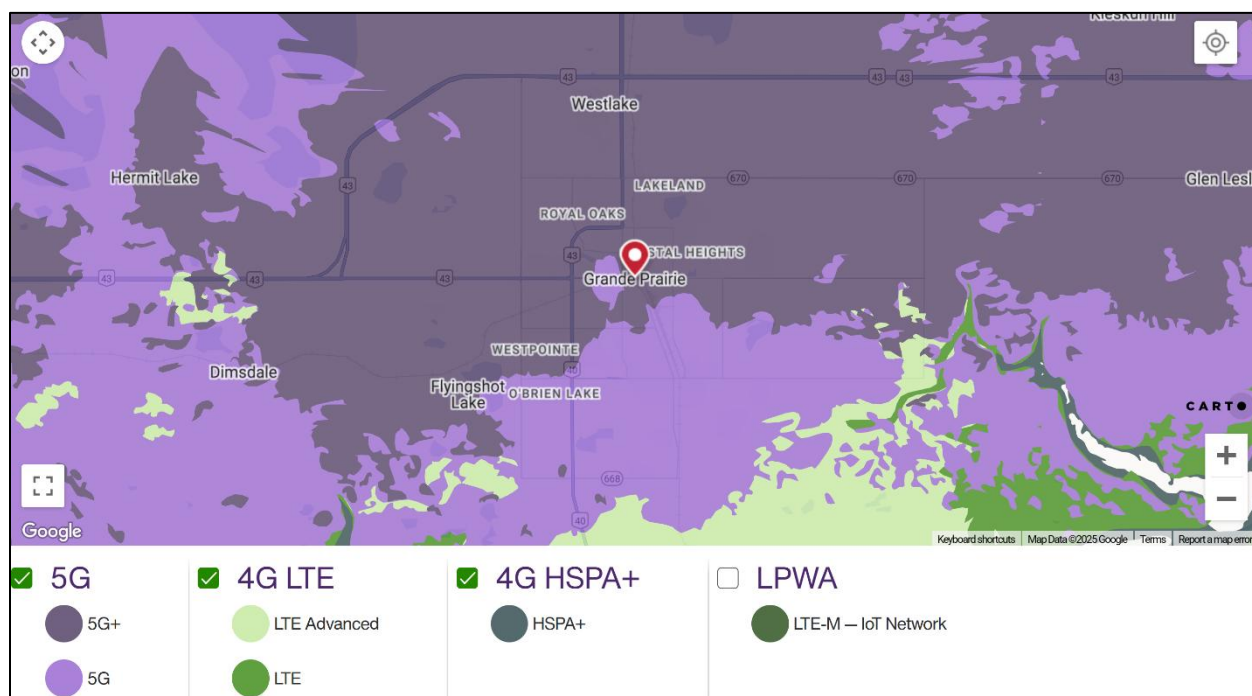 Kleskun Hill
on
43
43
43
43
Westlake
Hermit Lake
670
670
670
Glen Lesl
LAKELAND
43
ROYAL OAKS
43
STAL HEIGHTS
43
43
43
Grande Prairie
WESTPOINTE
40
Dimsdale
Flyingshot
Lake
O'BRIEN LAKE
CARTO
668
40
Google
Keyboard shortcuts
Map Data ©2025 Google
Terms
Report a map error
5G
4G LTE
4G HSPA+
LPWA
5G+
LTE Advanced
HSPA+
LTE-M — IoT Network
5G
LTE